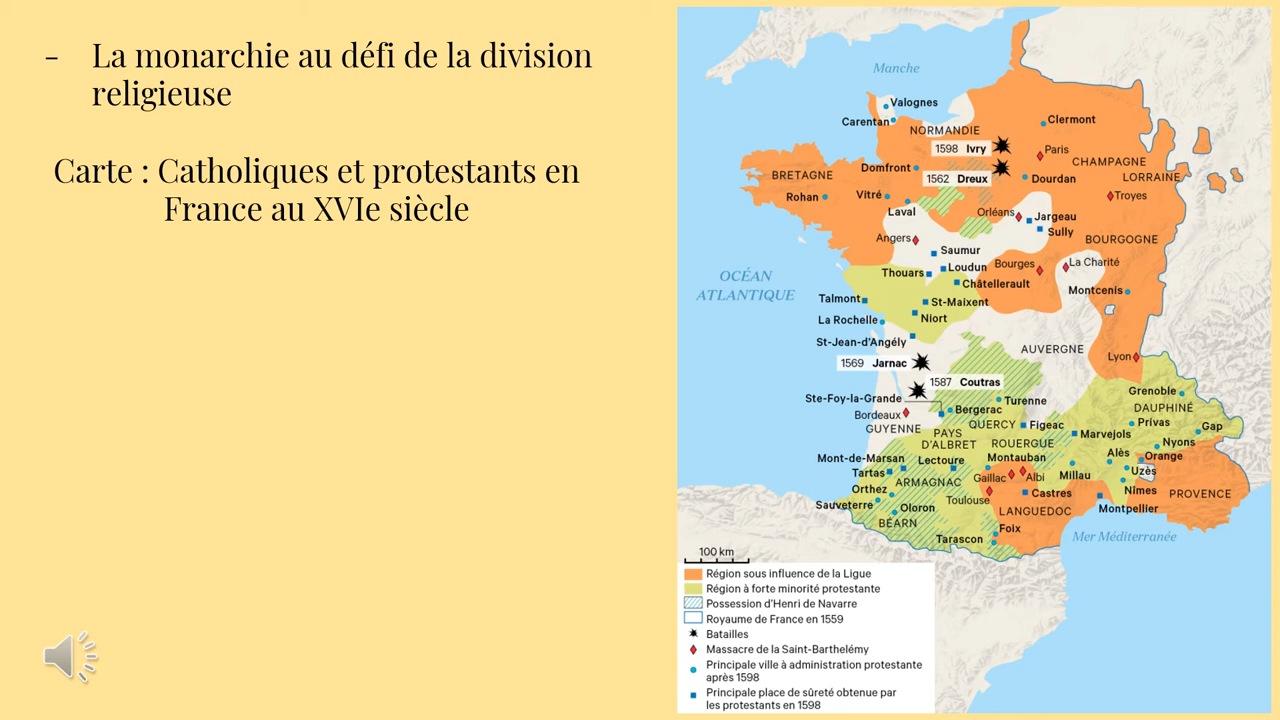 - La monarchie au défi de la division
religieuse
Carte : Catholiques et protestants en
France au XVIe siècle
Manche
Valognes
Carentan
NORMANDIE
Clermont
1598 Ivry
Paris
CHAMPAGNE
LORRAINE
Domfront
1562 Dreux
Dourdan
BRETAGNE
Rohan
Vitré
Troyes
Laval
Orléans
Jargeau
Sully
Angers
BOURGOGNE
Saumur
Loudun
Bourges
La Charité
Thouars
OCÉAN
ATLANTIQUE
Châtellerault
Montcenis
Talmont
St-Maixent
La Rochelle
Niort
St-Jean-d'Angély
AUVERGNE
Lyon
1569 Jarnac
1587 Coutras
Grenoble
Ste-Foy-la-Grande
Turenne
DAUPHINÉ
Bergerac
Bordeaux
GUYENNE
QUERCY
Figeac
Privas
Gap
PAYS
D'ALBRET
ROUERGUE
Marvejols
Nyons
Mont-de-Marsan
Lectoure
Montauban
Alès
Orange
Tartas
ARMAGNAC
Gaillac
Albi
Millau
Uzès
Orthez
Toulouse
Castres
Nîmes
PROVENCE
Sauveterre
Oloron
LANGUEDOC
Montpellier
BÉARN
Foix
Tarascon
Mer Méditerranée
100 km
Région sous influence de la Ligue
Région à forte minorité protestante
Possession d'Henri de Navarre
Royaume de France en 1559
Batailles
Massacre de la Saint-Barthelémy
Principale ville à administration protestante
après 1598
Principale place de sûreté obtenue par
les protestants en 1598